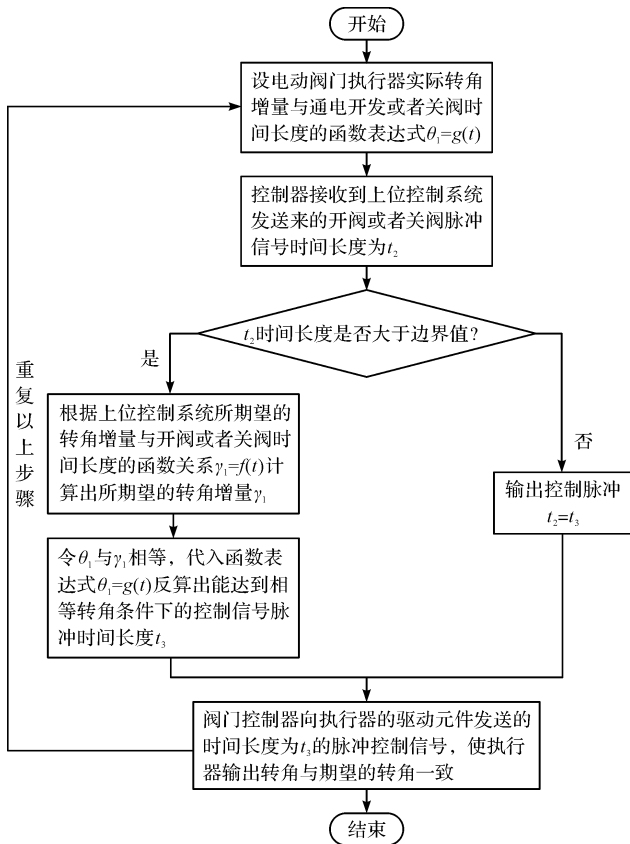 开始
设电动阀门执行器实际转角
增量与通电开发或者关阀时
间长度的函数表达式θ₁=g(t)
控制器接收到上位控制系统
发送来的开阀或者关阀脉冲
信号时间长度为t₂
t₂时间长度是否大于边界值?
是
否
重复以上步骤
根据上位控制系统所期望的
转角增量与开阀或者关阀时
间长度的函数关系γ₁=f(t)计
算出所期望的转角增量γ₁
输出控制脉冲
t₂=t₃
令θ₁与γ₁相等，代入函数表
达式θ₁=g(t)反算出能达到相
等转角条件下的控制信号脉
冲时间长度t₃
阀门控制器向执行器的驱动元件发送的
时间长度为t₃的脉冲控制信号，使执行
器输出转角与期望的转角一致
结束